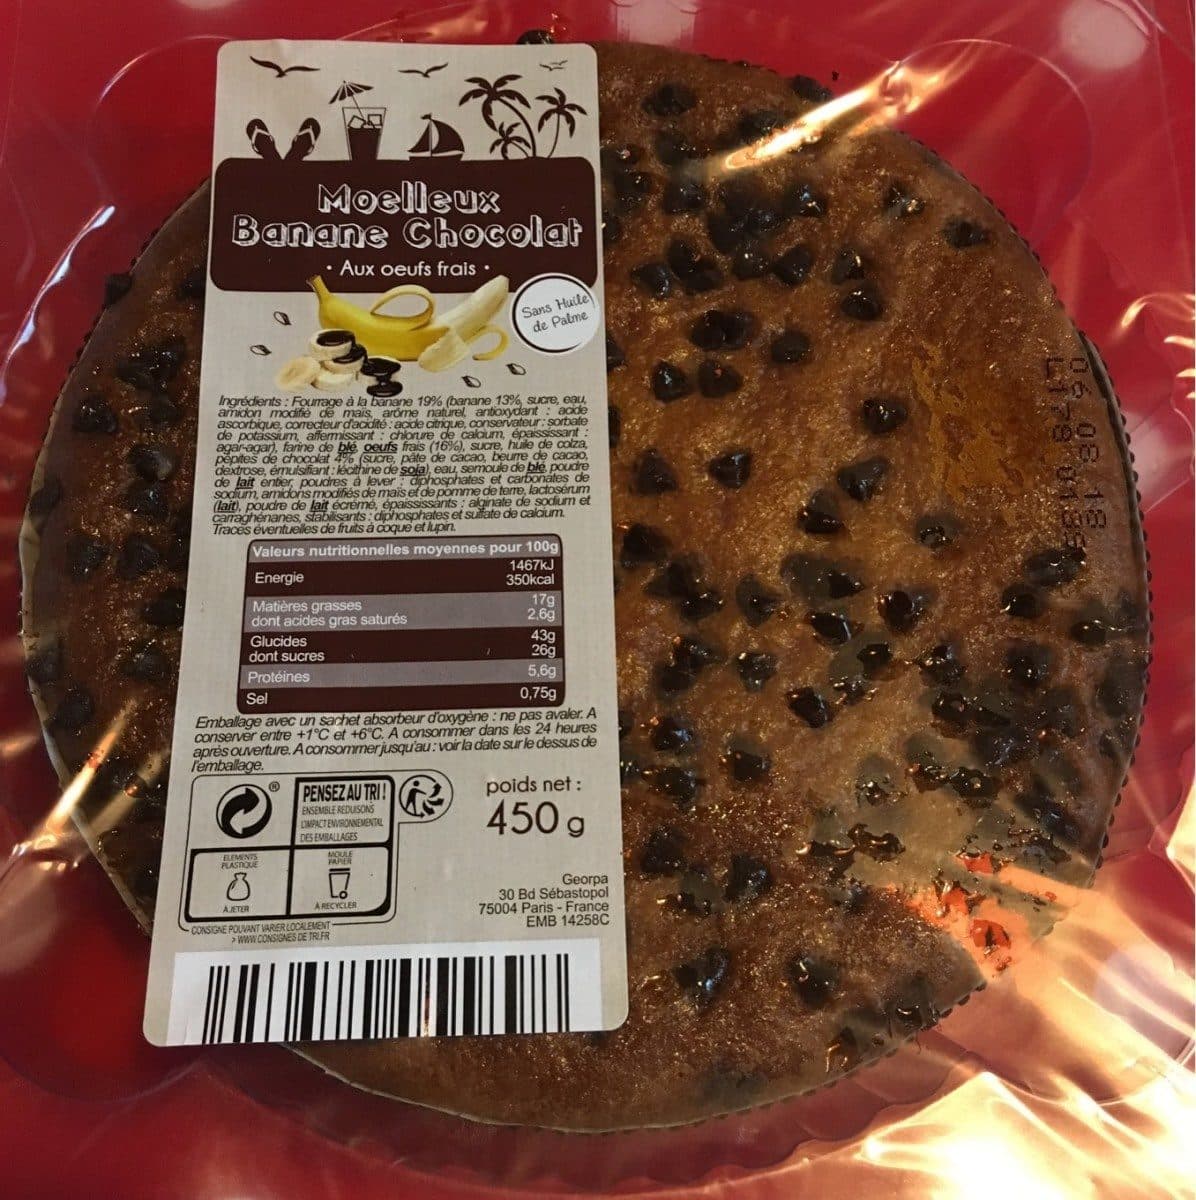 Moelleux
Banane Chocolat
• Aux oeufs frais •
Sans Huile
de Palme
Ingrédients : Fourrage à la banane 19% (banane 13%, sucre, eau,
amidon modifié de maïs, arôme naturel, antioxydant : acide
ascorbique, correcteur d'acidité : acide citrique, conservateur : sorbate
de potassium, affermissant : chlorure de calcium, épaississant :
agar-agar), farine de blé, oeufs frais (16%), sucre, huile de colza,
pépites de chocolat 4% (sucre, pâte de cacao, beurre de cacao,
dextrose, émulsifiant : lécithine de soja), eau, semoule de blé, poudre
de lait entier, poudres à lever : diphosphates et carbonates de
sodium, amidons modifiés de maïs et de pomme de terre, lactosérum
(lait), poudre de lait écrémé, épaississants : alginate de sodium et
carraghénanes, stabilisants : diphosphates et sulfate de calcium.
Traces éventuelles de fruits à coque et lupin.
Valeurs nutritionnelles moyennes pour 100g
Energie 1467kJ
350kcal
Matières grasses 17g
dont acides gras saturés 2,6g
Glucides 43g
dont sucres 26g
Protéines 5,6g
Sel 0,75g
Emballage avec un sachet absorbeur d'oxygène : ne pas avaler. A
conserver entre +1°C et +6°C. A consommer dans les 24 heures
après ouverture. A consommer jusqu'au : voir la date sur le dessus de
l'emballage.
®
PENSEZ AU TRI !
ENSEMBLE REDUISONS
L'IMPACT ENVIRONNEMENTAL
DES EMBALLAGES
ELEMENTS
PLASTIQUE
À JETER
MOULE
PAPIER
À RECYCLER
CONSIGNE POUVANT VARIER LOCALEMENT
> WWW.CONSIGNES DE TRI.FR
poids net :
450 g
Georpa
30 Bd Sébastopol
75004 Paris - France
EMB 14258C
06 08 18